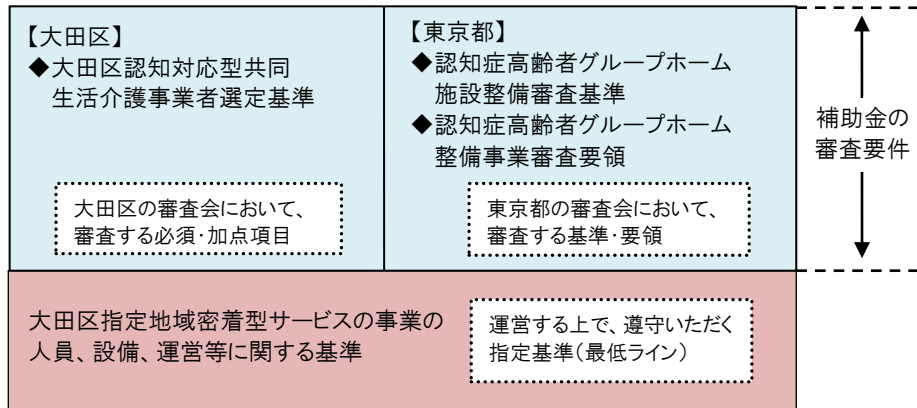 【大田区】
◆大田区認知対応型共同
生活介護事業者選定基準
大田区の審査会において、
審査する必須・加点項目
【東京都】
◆認知症高齢者グループホーム
施設整備審査基準
◆認知症高齢者グループホーム
整備事業審査要領
東京都の審査会において、
審査する基準・要領
補助金の
審査要件
大田区指定地域密着型サービスの事業の
人員、設備、運営等に関する基準
運営する上で、遵守いただく
指定基準(最低ライン)